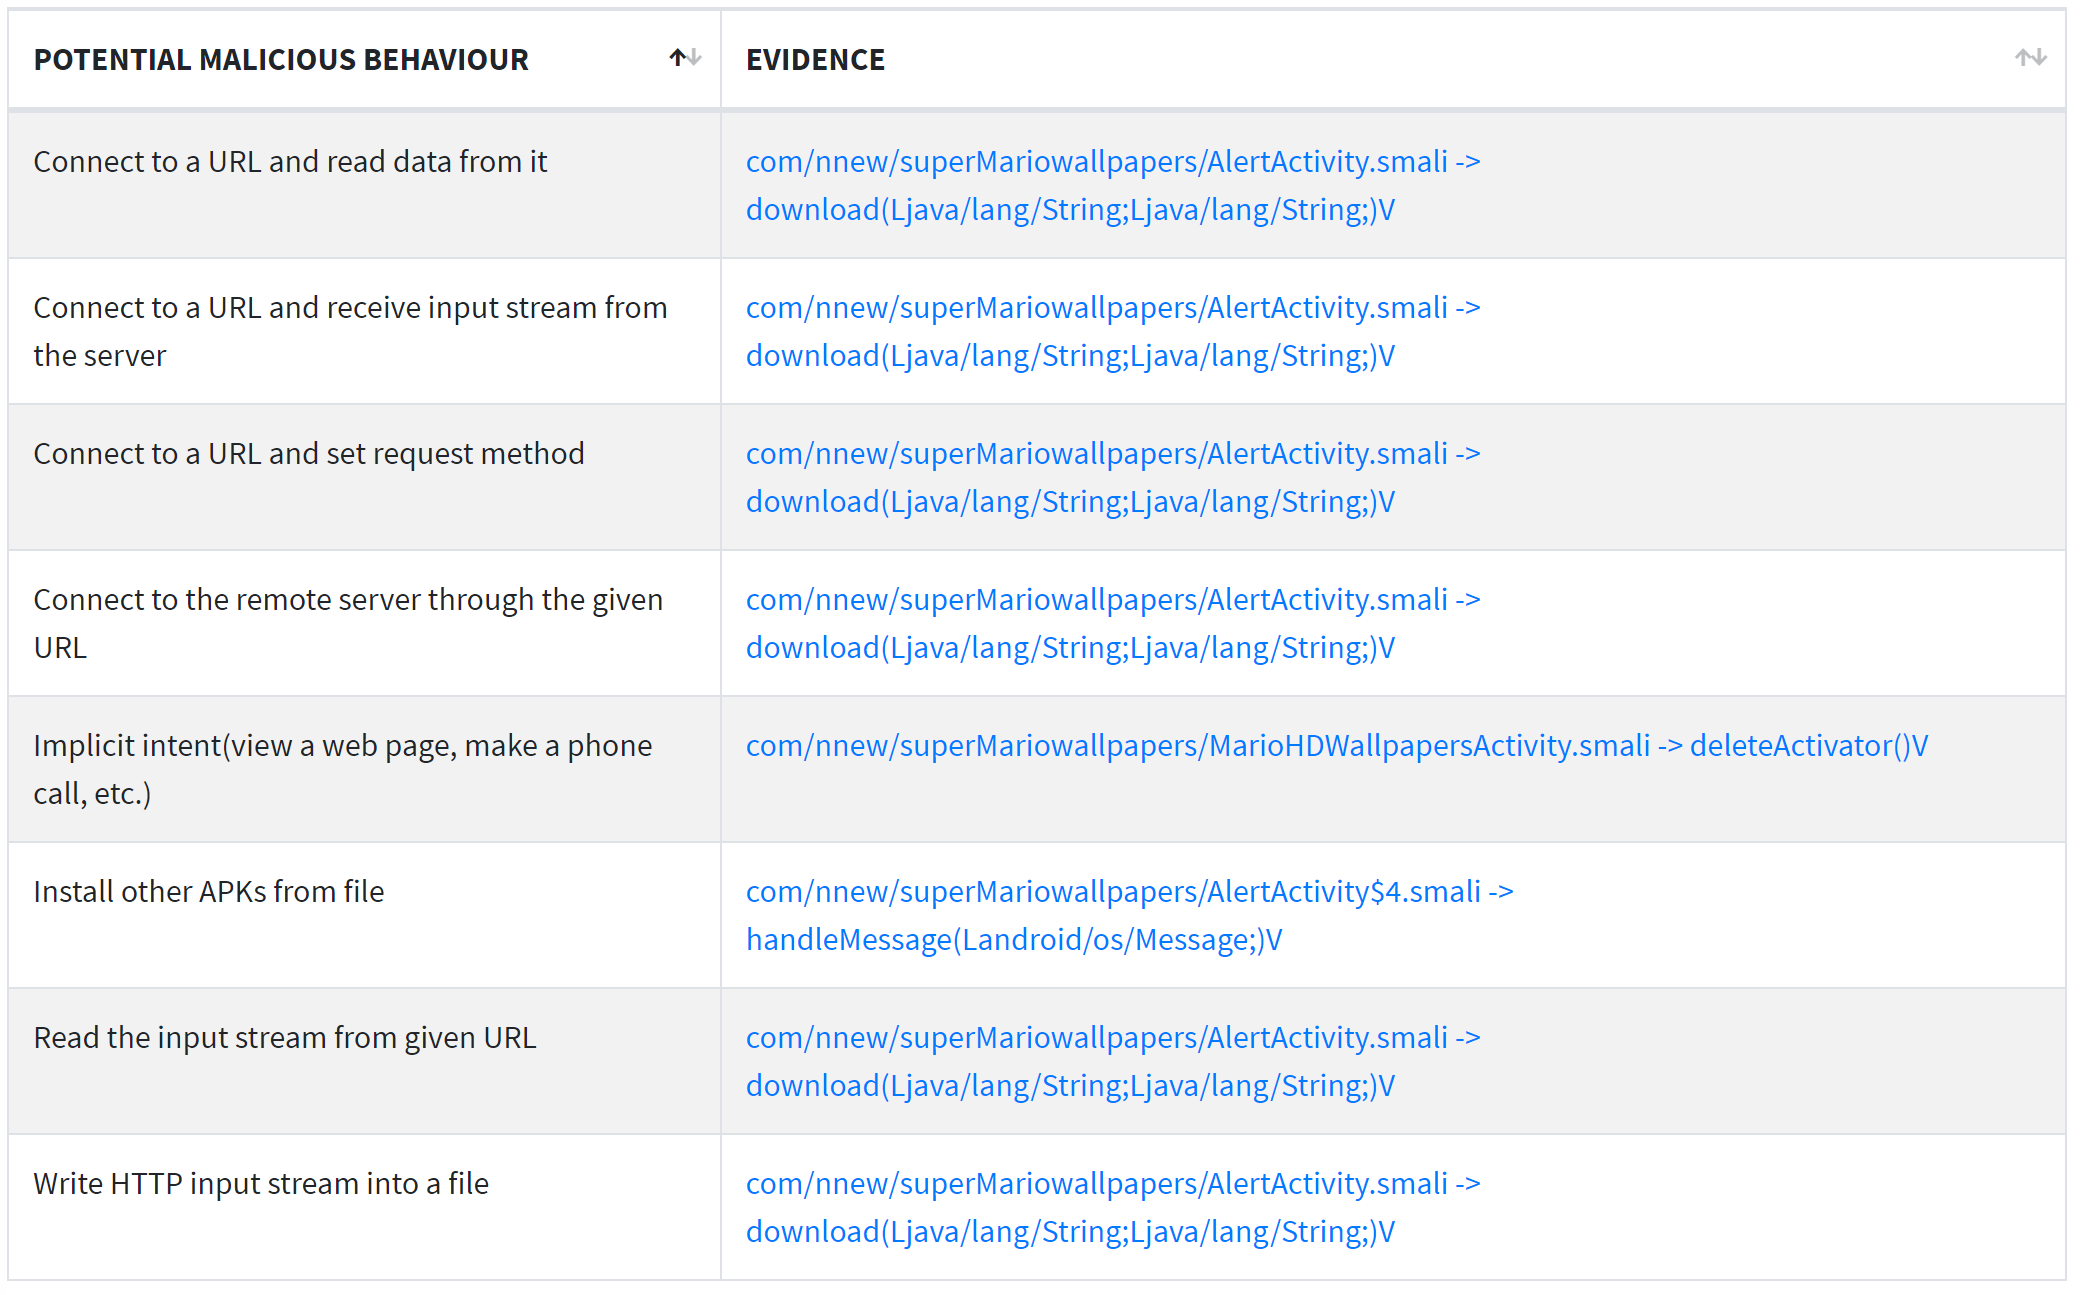 POTENTIAL MALICIOUS BEHAVIOUR
EVIDENCE
Connect to a URL and read data from it
com/nnew/superMariowallpapers/AlertActivity.smali ->
download(Ljava/lang/String;Ljava/lang/String;)V
Connect to a URL and receive input stream from
the server
com/nnew/superMariowallpapers/AlertActivity.smali ->
download(Ljava/lang/String;Ljava/lang/String;)V
Connect to a URL and set request method
com/nnew/superMariowallpapers/AlertActivity.smali ->
download(Ljava/lang/String;Ljava/lang/String;)V
Connect to the remote server through the given
URL
com/nnew/superMariowallpapers/AlertActivity.smali ->
download(Ljava/lang/String;Ljava/lang/String;)V
Implicit intent(view a web page, make a phone
call, etc.)
com/nnew/superMariowallpapers/MarioHDWallpapersActivity.smali -> deleteActivator()V
Install other APKs from file
com/nnew/superMariowallpapers/AlertActivity$4.smali ->
handleMessage(Landroid/os/Message;)V
Read the input stream from given URL
com/nnew/superMariowallpapers/AlertActivity.smali ->
download(Ljava/lang/String;Ljava/lang/String;)V
Write HTTP input stream into a file
com/nnew/superMariowallpapers/AlertActivity.smali ->
download(Ljava/lang/String;Ljava/lang/String;)V